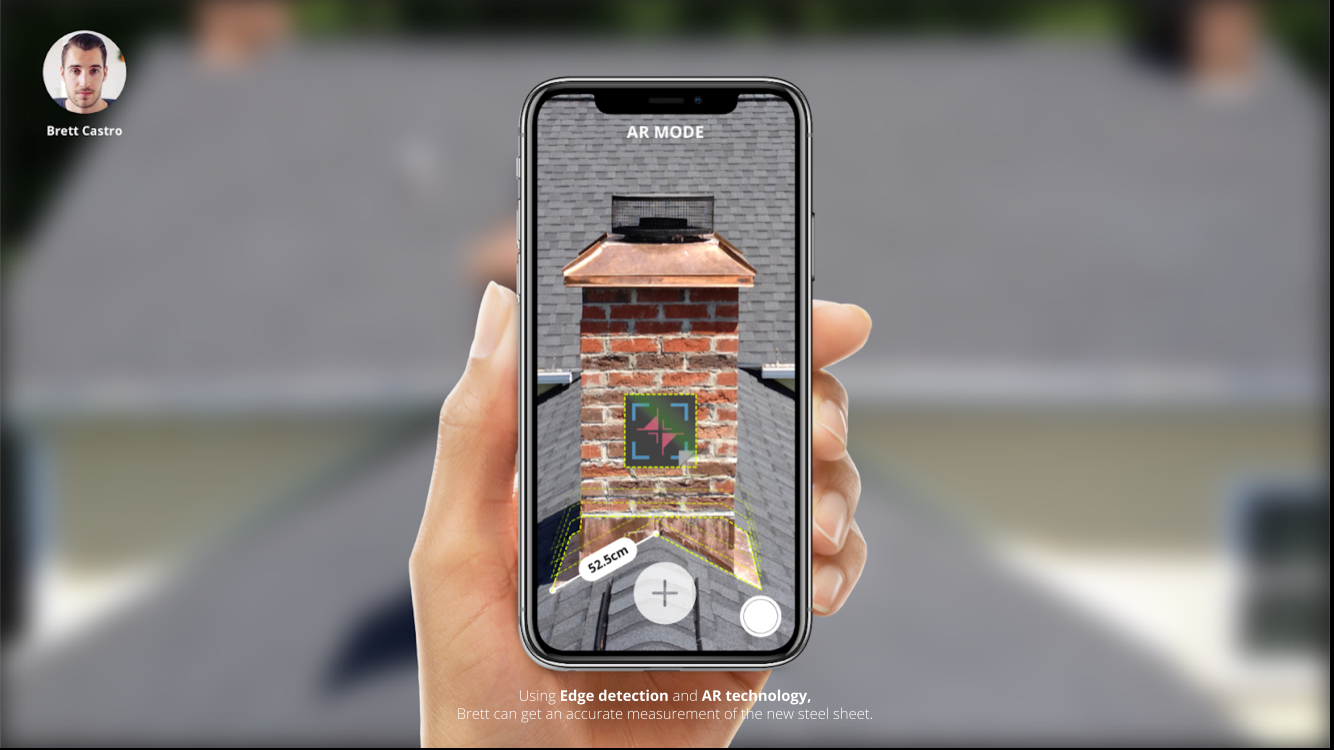 Brett Castro
AR MODE
52.5cm
Using Edge detection and AR technology,
Brett can get an accurate measurement of the new steel sheet.